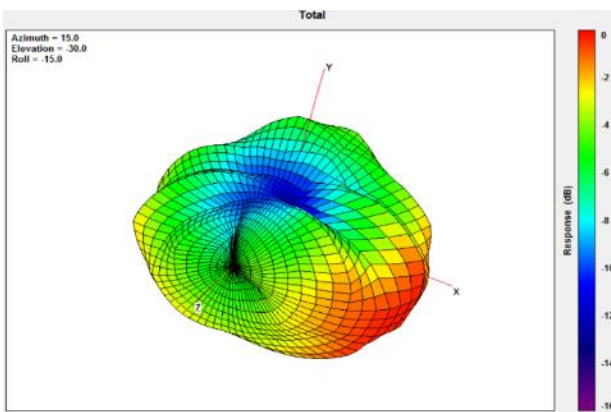 Total
Azimuth = 15.0
Elevation = -30.0
Roll = -15.0
Y
X
Z
0
-2
-4
-6
-8
-10
-12
-14
-16
Response (dB)